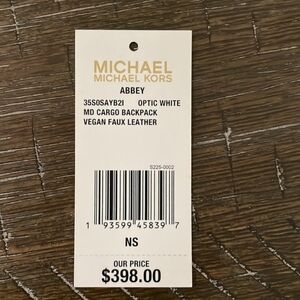 MICHAEL
MICHAEL KORS
ABBEY
35S0SAYB2I OPTIC WHITE
MD CARGO BACKPACK
VEGAN FAUX LEATHER
S225-0002
1 93599 45839 7
NS
OUR PRICE
$398.00